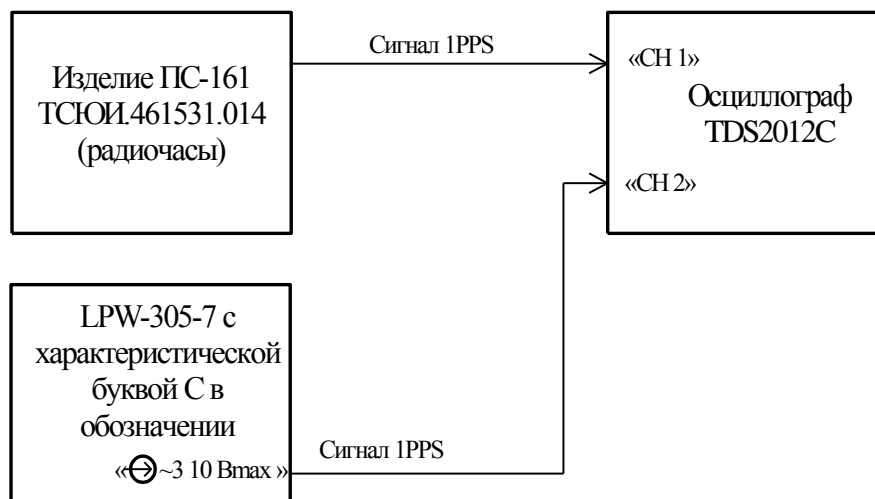 Сигнал 1PPS
Изделие ПС-161
ТСЮИ.461531.014
(радиочасы)
«CH 1»
Осциллограф
TDS2012C
«CH 2»
LPW-305-7 с
характеристической
буквой С в
обозначении
« ~3 10 Bmax »
Сигнал 1PPS